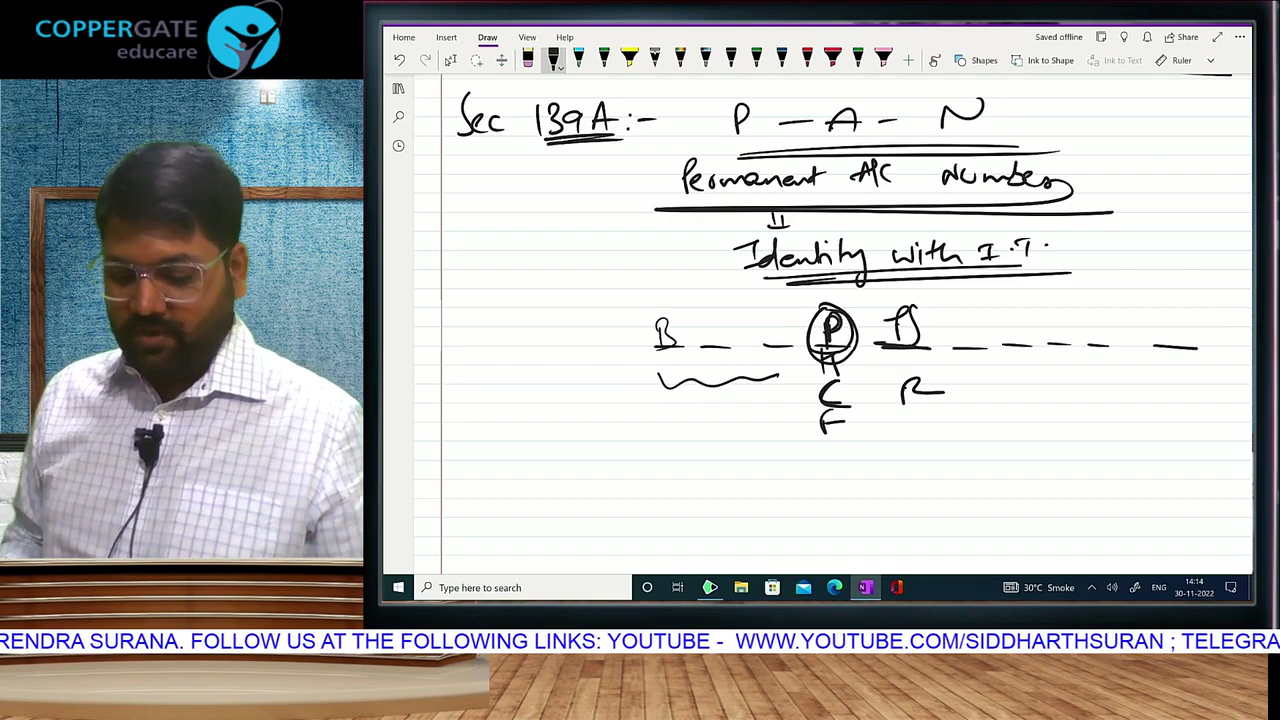 COPPERGATE
educare
Home Insert Draw View Help Saved offline Share
Shapes Ink to Shape Ink to Text Ruler
Sec 139A:- P - A - N
Permanent A/c Number
Identity with I.T.
B P
H
C R
F
Type here to search 30°C Smoke ENG 14:14
30-11-2022
RENDRA SURANA. FOLLOW US AT THE FOLLOWING LINKS: YOUTUBE - WWW.YOUTUBE.COM/SIDDHARTHSURAN ; TELEGRA